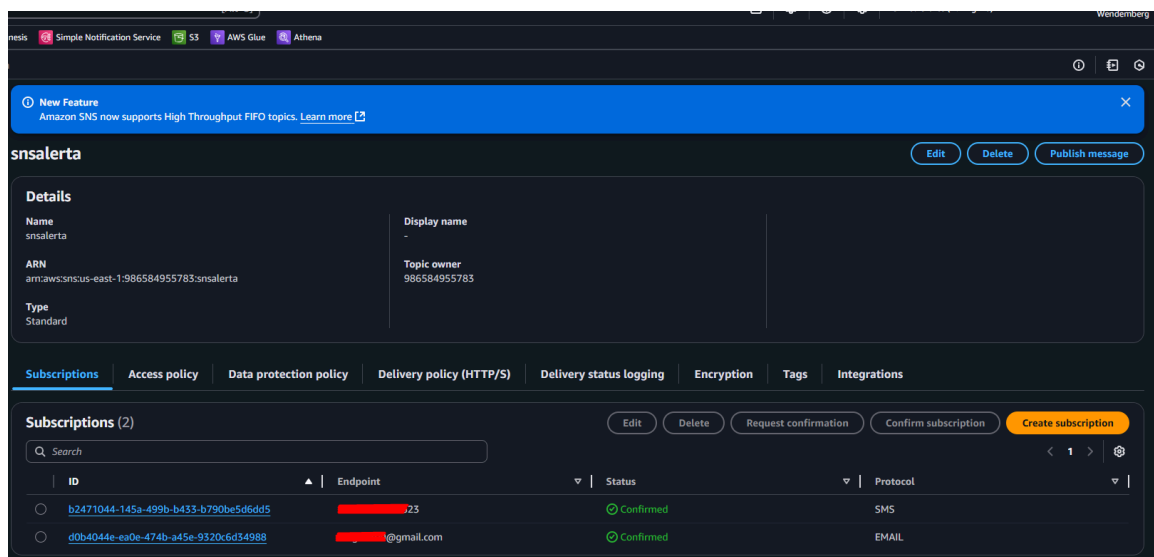 Wendemberg
nesis Simple Notification Service S3 AWS Glue Athena
New Feature
Amazon SNS now supports High Throughput FIFO topics. Learn more
snsalerta
Edit Delete Publish message
Details
Name
snsalerta
Display name
-
ARN
arn:aws:sns:us-east-1:986584955783:snsalerta
Topic owner
986584955783
Type
Standard
Subscriptions Access policy Data protection policy Delivery policy (HTTP/S) Delivery status logging Encryption Tags Integrations
Subscriptions (2)
Edit Delete Request confirmation Confirm subscription Create subscription
Search
1
ID Endpoint Status Protocol
b2471044-145a-499b-b433-b790be5d6dd5 23 Confirmed SMS
d0b4044e-ea0e-474b-a45e-9320c6d34988 @gmail.com Confirmed EMAIL